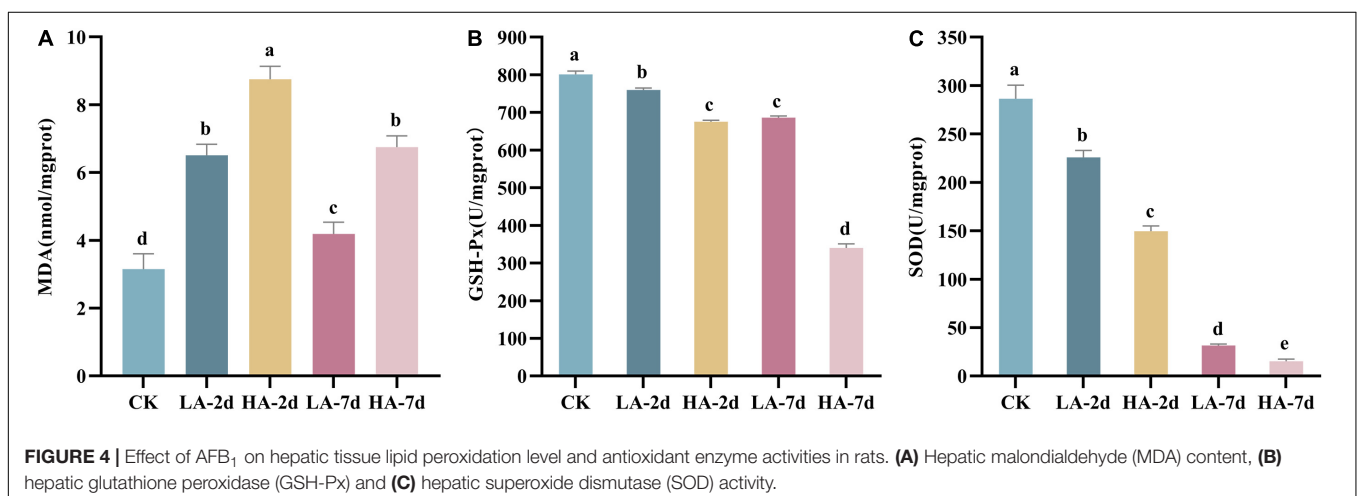 A
MDA(nmol/mgprot)
10
8
6
4
2
0
d
b
a
c
b
CK LA-2d HA-2d LA-7d HA-7d
B
GSH-Px(U/mgprot)
900
800
700
600
500
400
300
200
100
0
a
b
c
c
d
CK LA-2d HA-2d LA-7d HA-7d
C
SOD(U/mgprot)
350
300
250
200
150
100
50
0
a
b
c
d
e
CK LA-2d HA-2d LA-7d HA-7d
FIGURE 4 | Effect of AFB₁ on hepatic tissue lipid peroxidation level and antioxidant enzyme activities in rats. (A) Hepatic malondialdehyde (MDA) content, (B)
hepatic glutathione peroxidase (GSH-Px) and (C) hepatic superoxide dismutase (SOD) activity.